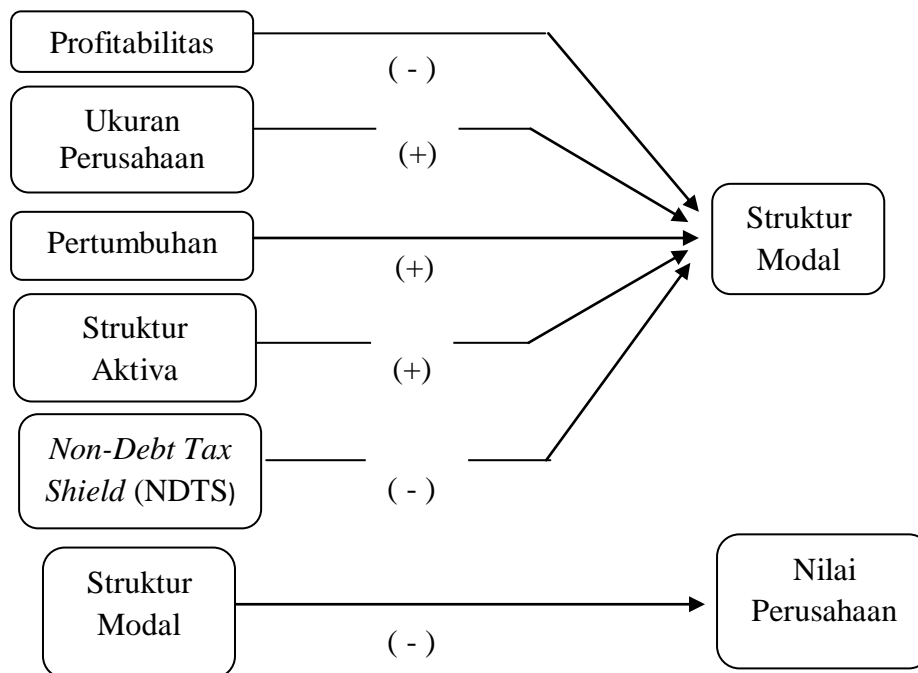 Profitabilitas
( - )
Ukuran
Perusahaan
(+)
Struktur
Modal
Pertumbuhan
(+)
Struktur
Aktiva
(+)
Non-Debt Tax
Shield (NDTS)
( - )
Struktur
Modal
( - )
Nilai
Perusahaan